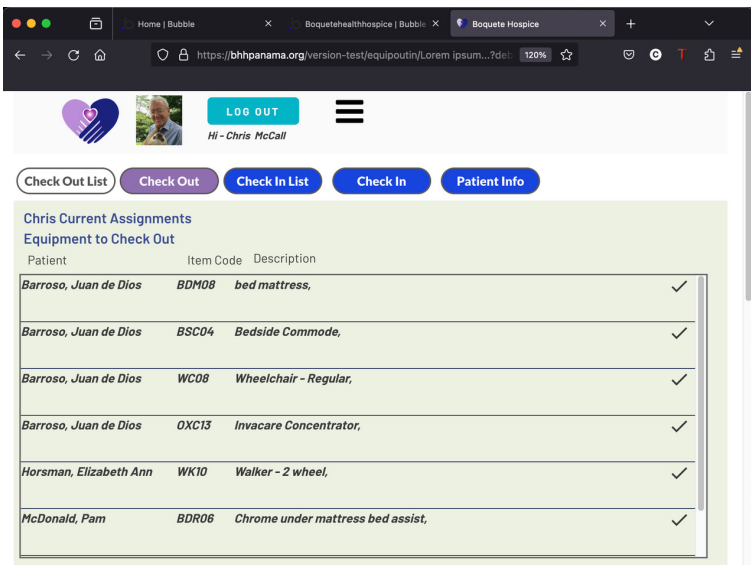 Home | Bubble
Boquetehealthhospice | Bubble
Boquete Hospice
https://bhhpanama.org/version-test/equipoutin/Lorem ipsum...?deb 120%
LOG OUT
Hi - Chris McCall
Check Out List Check Out Check In List Check In Patient Info
Chris Current Assignments
Equipment to Check Out
Patient Item Code Description
Barroso, Juan de Dios BDM08 bed mattress,
Barroso, Juan de Dios BSC04 Bedside Commode,
Barroso, Juan de Dios WC08 Wheelchair - Regular,
Barroso, Juan de Dios OXC13 Invacare Concentrator,
Horsman, Elizabeth Ann WK10 Walker - 2 wheel,
McDonald, Pam BDR06 Chrome under mattress bed assist,